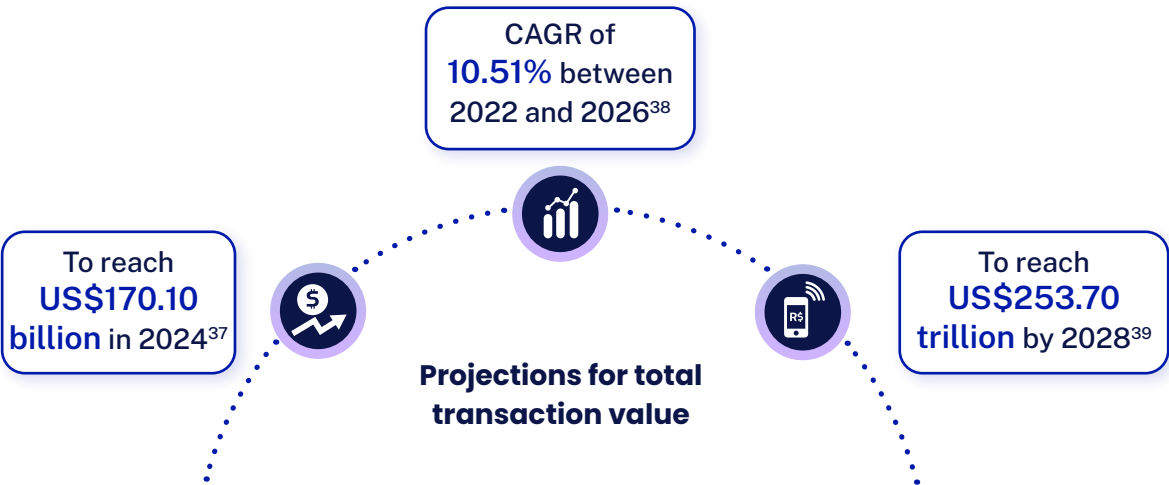 CAGR of
10.51% between
2022 and 2026³⁸
To reach
US$170.10
billion in 2024³⁷
$
R$
To reach
US$253.70
trillion by 2028³⁹
Projections for total
transaction value